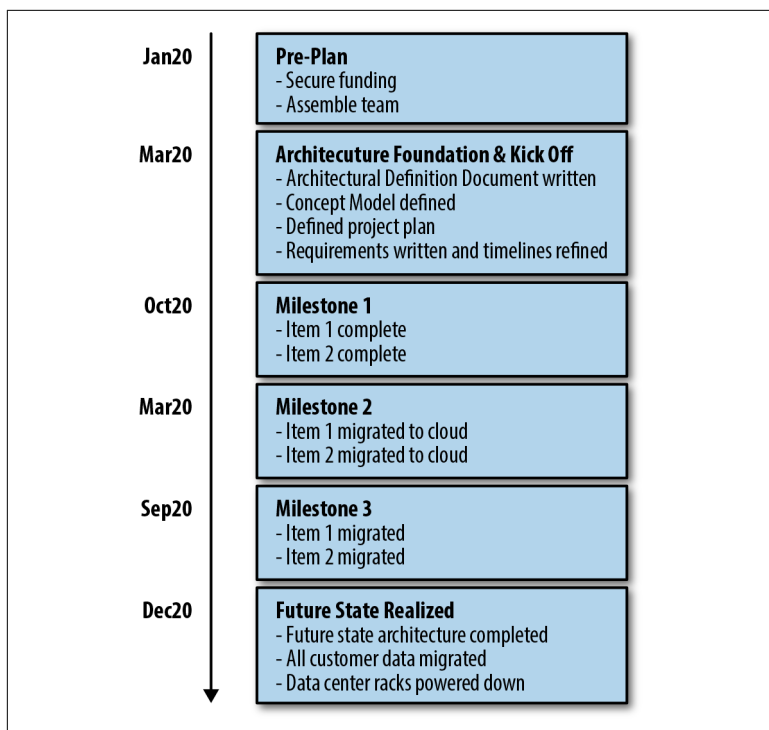 Jan20
Pre-Plan
- Secure funding
- Assemble team
Mar20
Architecuture Foundation & Kick Off
- Architectural Definition Document written
- Concept Model defined
- Defined project plan
- Requirements written and timelines refined
Oct20
Milestone 1
- Item 1 complete
- Item 2 complete
Mar20
Milestone 2
- Item 1 migrated to cloud
- Item 2 migrated to cloud
Sep20
Milestone 3
- Item 1 migrated
- Item 2 migrated
Dec20
Future State Realized
- Future state architecture completed
- All customer data migrated
- Data center racks powered down